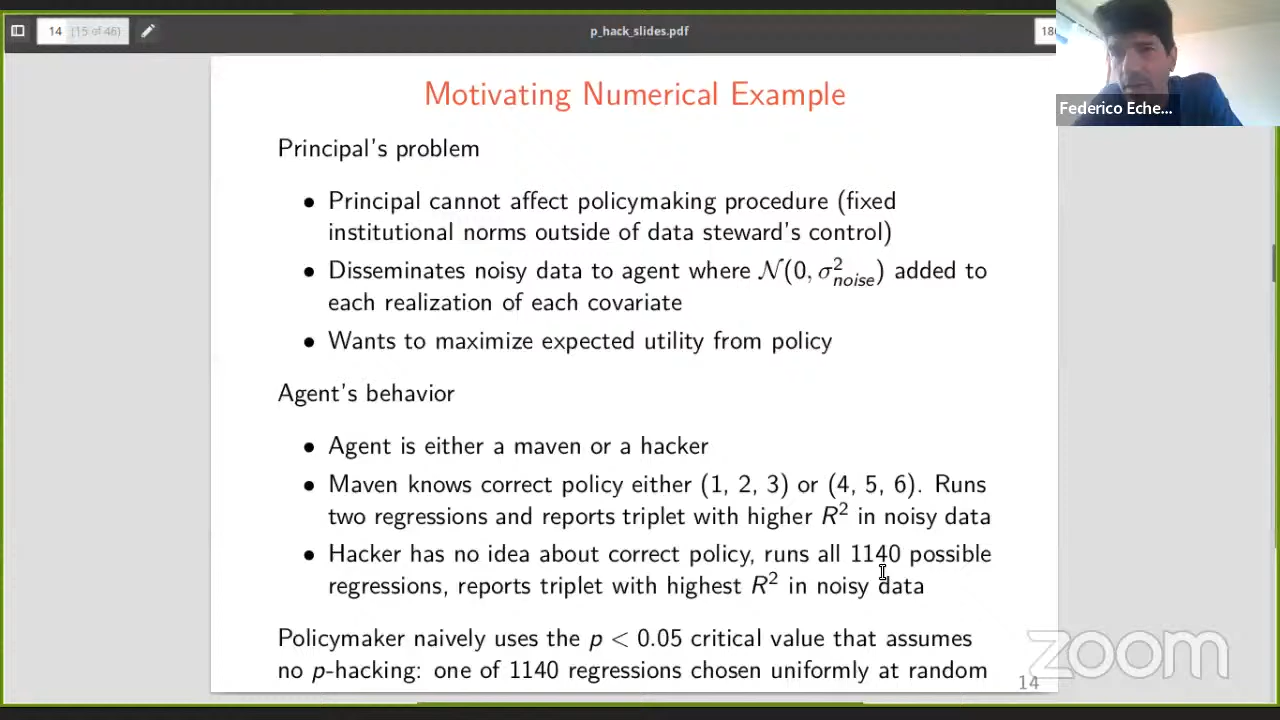 14 (15 of 46)
p_hack_slides.pdf
180
Federico Eche...
Motivating Numerical Example
Principal's problem
• Principal cannot affect policymaking procedure (fixed
institutional norms outside of data steward's control)
• Disseminates noisy data to agent where 𝒩(0, σ²_noise) added to
each realization of each covariate
• Wants to maximize expected utility from policy
Agent's behavior
• Agent is either a maven or a hacker
• Maven knows correct policy either (1, 2, 3) or (4, 5, 6). Runs
two regressions and reports triplet with higher R² in noisy data
• Hacker has no idea about correct policy, runs all 1140 possible
regressions, reports triplet with highest R² in noisy data
Policymaker naively uses the p < 0.05 critical value that assumes
no p-hacking: one of 1140 regressions chosen uniformly at random
14
zoom